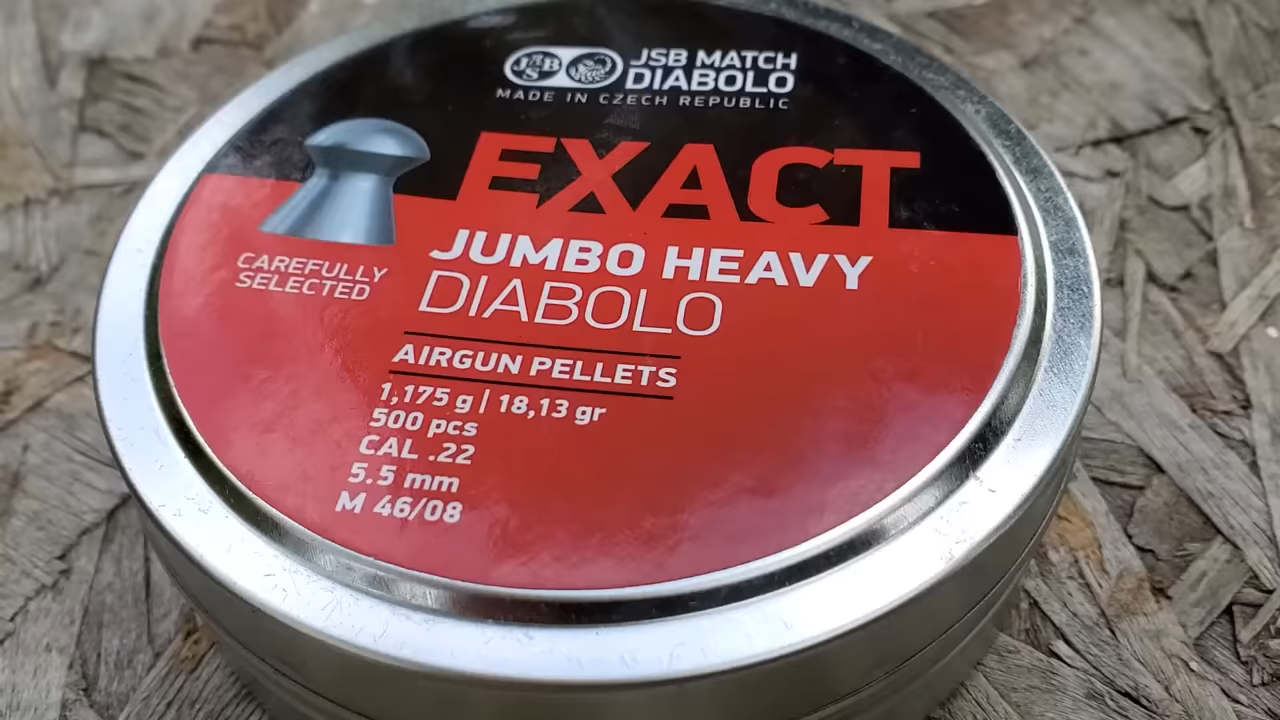 JSB
JSB MATCH
DIABOLO
MADE IN CZECH REPUBLIC
EXACT
JUMBO HEAVY
DIABOLO
CAREFULLY
SELECTED
AIRGUN PELLETS
1,175 g | 18,13 gr
500 pcs
CAL .22
5.5 mm
M 46/08